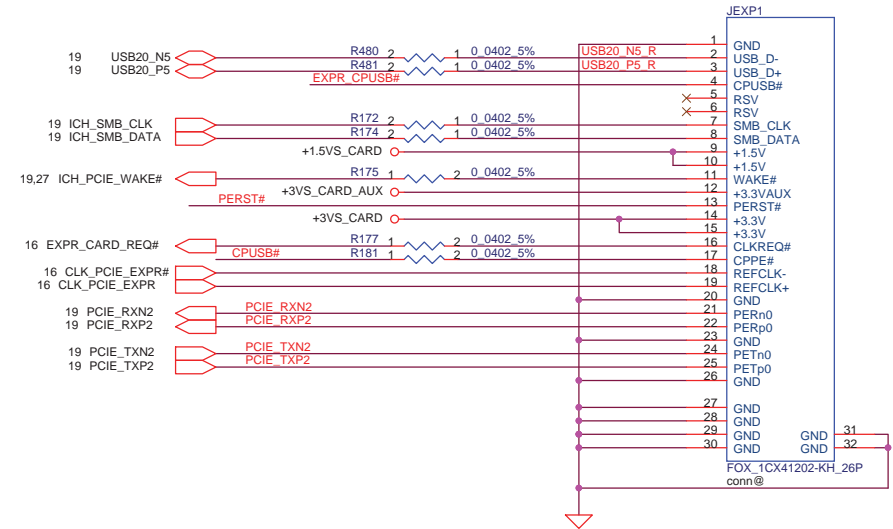 JEXP1
1 GND
19 USB20_N5 R480 2 1 0_0402_5% USB20_N5_R 2 USB_D-
19 USB20_P5 R481 2 1 0_0402_5% USB20_P5_R 3 USB_D+
EXPR_CPUSB# 4 CPUSB#
5 RSV
6 RSV
19 ICH_SMB_CLK R172 2 1 0_0402_5% 7 SMB_CLK
19 ICH_SMB_DATA R174 2 1 0_0402_5% 8 SMB_DATA
+1.5VS_CARD 9 +1.5V
10 +1.5V
19,27 ICH_PCIE_WAKE# R175 1 2 0_0402_5% 11 WAKE#
+3VS_CARD_AUX 12 +3.3VAUX
PERST# 13 PERST#
+3VS_CARD 14 +3.3V
15 +3.3V
16 EXPR_CARD_REQ# R177 1 2 0_0402_5% 16 CLKREQ#
CPUSB# R181 1 2 0_0402_5% 17 CPPE#
16 CLK_PCIE_EXPR# 18 REFCLK-
16 CLK_PCIE_EXPR 19 REFCLK+
20 GND
19 PCIE_RXN2 PCIE_RXN2 21 PERn0
19 PCIE_RXP2 PCIE_RXP2 22 PERp0
23 GND
19 PCIE_TXN2 PCIE_TXN2 24 PETn0
19 PCIE_TXP2 PCIE_TXP2 25 PETp0
26 GND
27 GND
28 GND
29 GND GND 31
30 GND GND 32
FOX_1CX41202-KH_26P
conn@